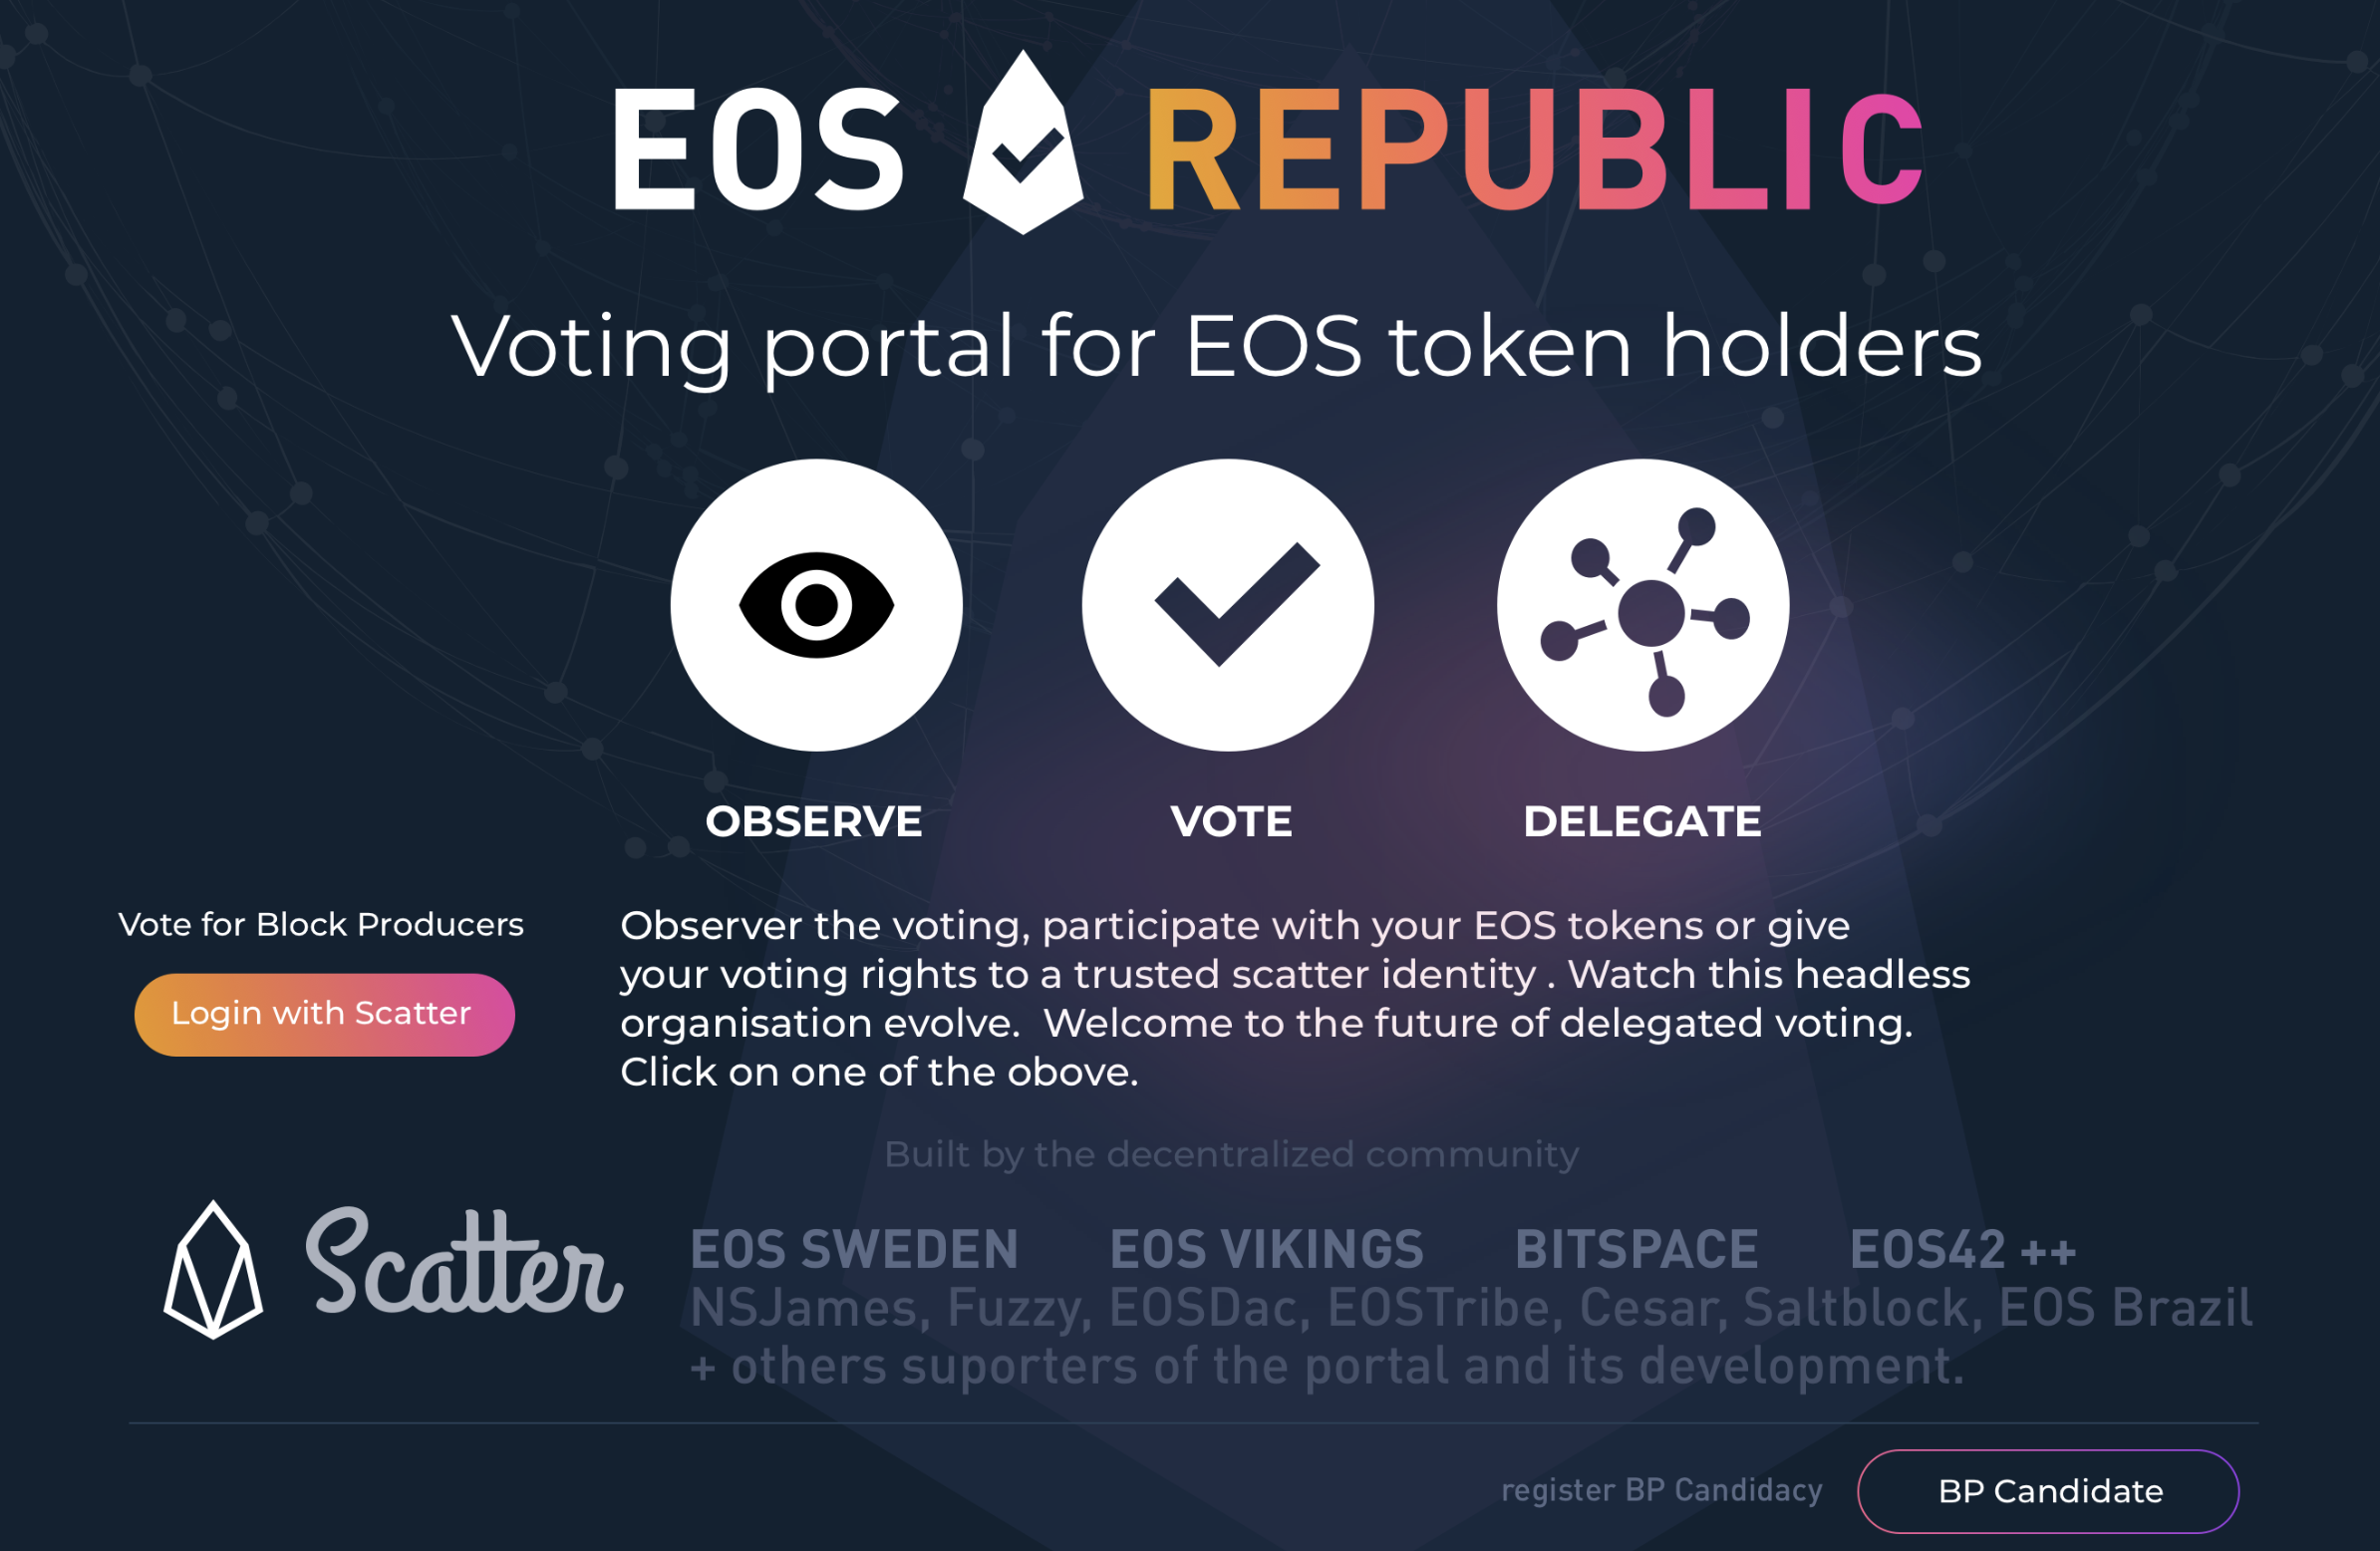 EOS REPUBLIC
Voting portal for EOS token holders
OBSERVE VOTE DELEGATE
Vote for Block Producers
Login with Scatter
Observer the voting, participate with your EOS tokens or give
your voting rights to a trusted scatter identity . Watch this headless
organisation evolve. Welcome to the future of delegated voting.
Click on one of the obove.
Built by the decentralized community
Scatter
EOS SWEDEN EOS VIKINGS BITSPACE EOS42 ++
NSJames, Fuzzy, EOSDac, EOSTribe, Cesar, Saltblock, EOS Brazil
+ others suporters of the portal and its development.
register BP Candidacy
BP Candidate